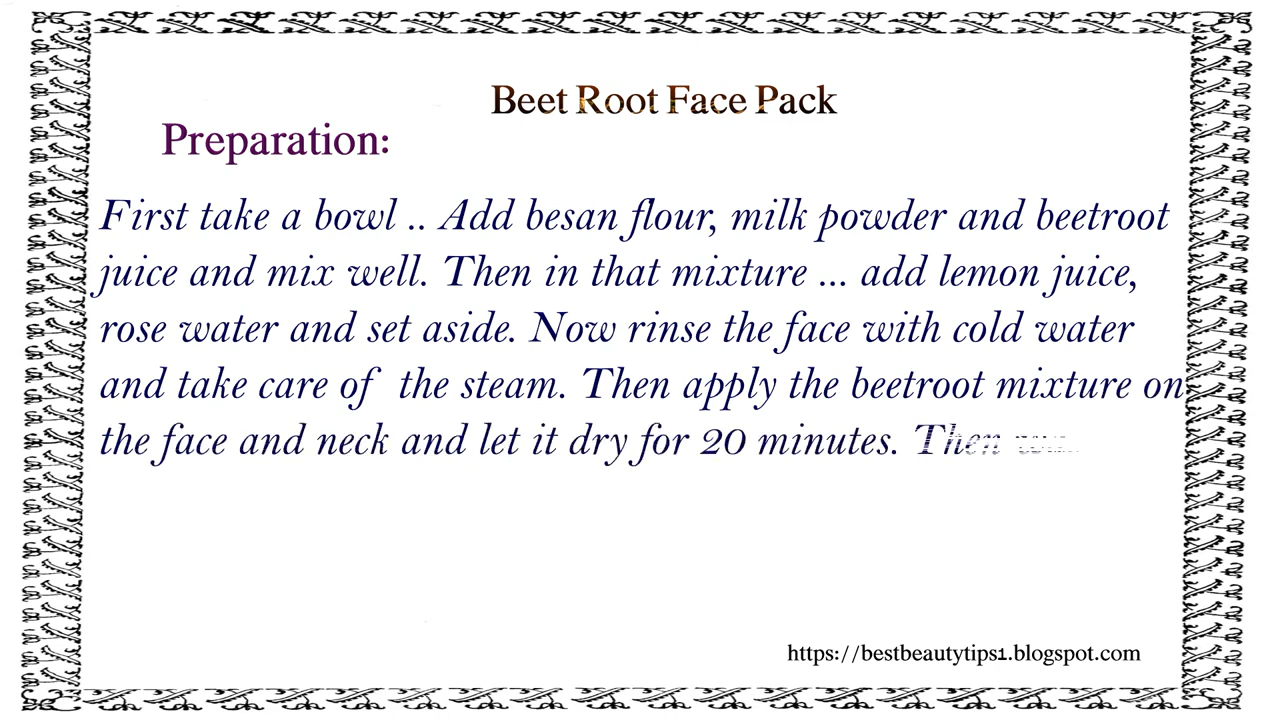 Beet Root Face Pack
Preparation:
First take a bowl .. Add besan flour, milk powder and beetroot
juice and mix well. Then in that mixture ... add lemon juice,
rose water and set aside. Now rinse the face with cold water
and take care of the steam. Then apply the beetroot mixture on
the face and neck and let it dry for 20 minutes. Then
https://bestbeautytips1.blogspot.com